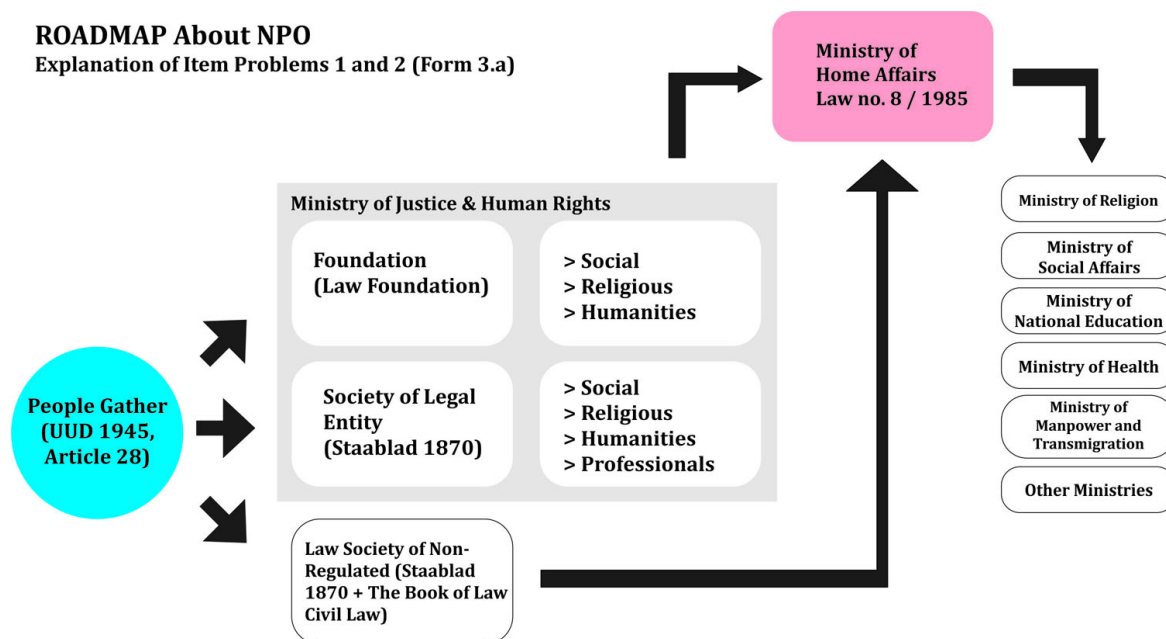 ROADMAP About NPO
Explanation of Item Problems 1 and 2 (Form 3.a)
Ministry of
Home Affairs
Law no. 8 / 1985
Ministry of Justice & Human Rights
Foundation
(Law Foundation)
> Social
> Religious
> Humanities
Society of Legal
Entity
(Staablad 1870)
> Social
> Religious
> Humanities
> Professionals
People Gather
(UUD 1945,
Article 28)
Law Society of Non-
Regulated (Staablad
1870 + The Book of Law
Civil Law)
Ministry of Religion
Ministry of
Social Affairs
Ministry of
National Education
Ministry of Health
Ministry of
Manpower and
Transmigration
Other Ministries